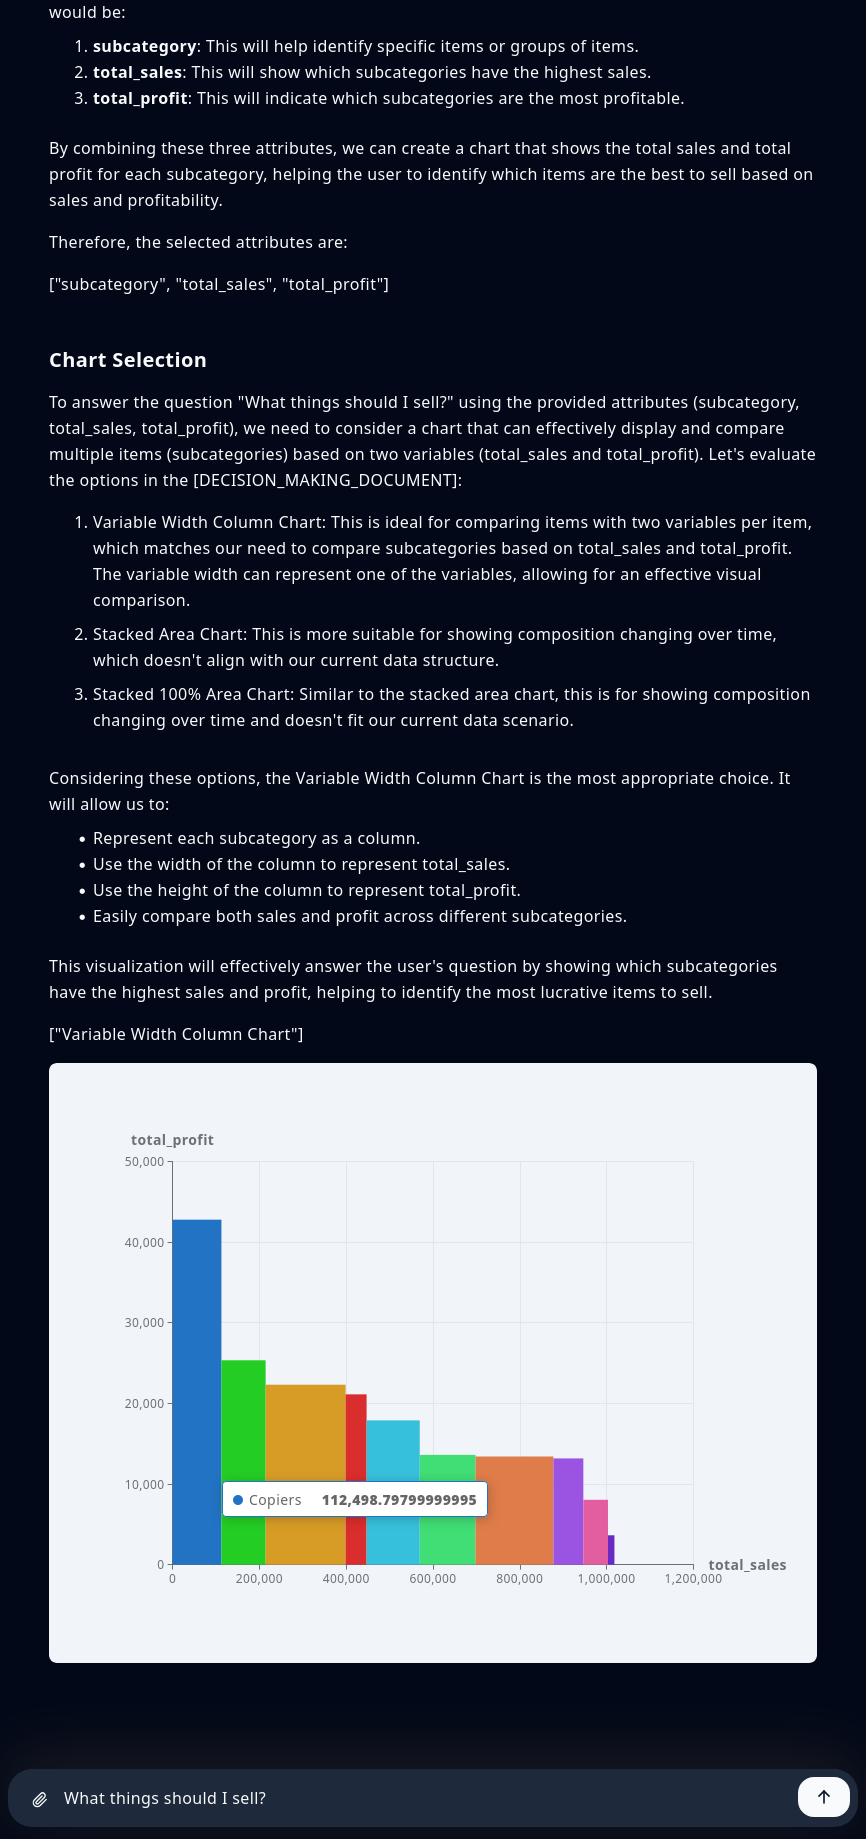 would be:
1. subcategory: This will help identify specific items or groups of items.
2. total_sales: This will show which subcategories have the highest sales.
3. total_profit: This will indicate which subcategories are the most profitable.
By combining these three attributes, we can create a chart that shows the total sales and total
profit for each subcategory, helping the user to identify which items are the best to sell based on
sales and profitability.
Therefore, the selected attributes are:
["subcategory", "total_sales", "total_profit"]
Chart Selection
To answer the question "What things should I sell?" using the provided attributes (subcategory,
total_sales, total_profit), we need to consider a chart that can effectively display and compare
multiple items (subcategories) based on two variables (total_sales and total_profit). Let's evaluate
the options in the [DECISION_MAKING_DOCUMENT]:
1. Variable Width Column Chart: This is ideal for comparing items with two variables per item,
which matches our need to compare subcategories based on total_sales and total_profit.
The variable width can represent one of the variables, allowing for an effective visual
comparison.
2. Stacked Area Chart: This is more suitable for showing composition changing over time,
which doesn't align with our current data structure.
3. Stacked 100% Area Chart: Similar to the stacked area chart, this is for showing composition
changing over time and doesn't fit our current data scenario.
Considering these options, the Variable Width Column Chart is the most appropriate choice. It
will allow us to:
• Represent each subcategory as a column.
• Use the width of the column to represent total_sales.
• Use the height of the column to represent total_profit.
• Easily compare both sales and profit across different subcategories.
This visualization will effectively answer the user's question by showing which subcategories
have the highest sales and profit, helping to identify the most lucrative items to sell.
["Variable Width Column Chart"]
total_profit
50,000
40,000
30,000
20,000
10,000
Copiers 112,498.79799999995
0
total_sales
0 200,000 400,000 600,000 800,000 1,000,000 1,200,000
What things should I sell?